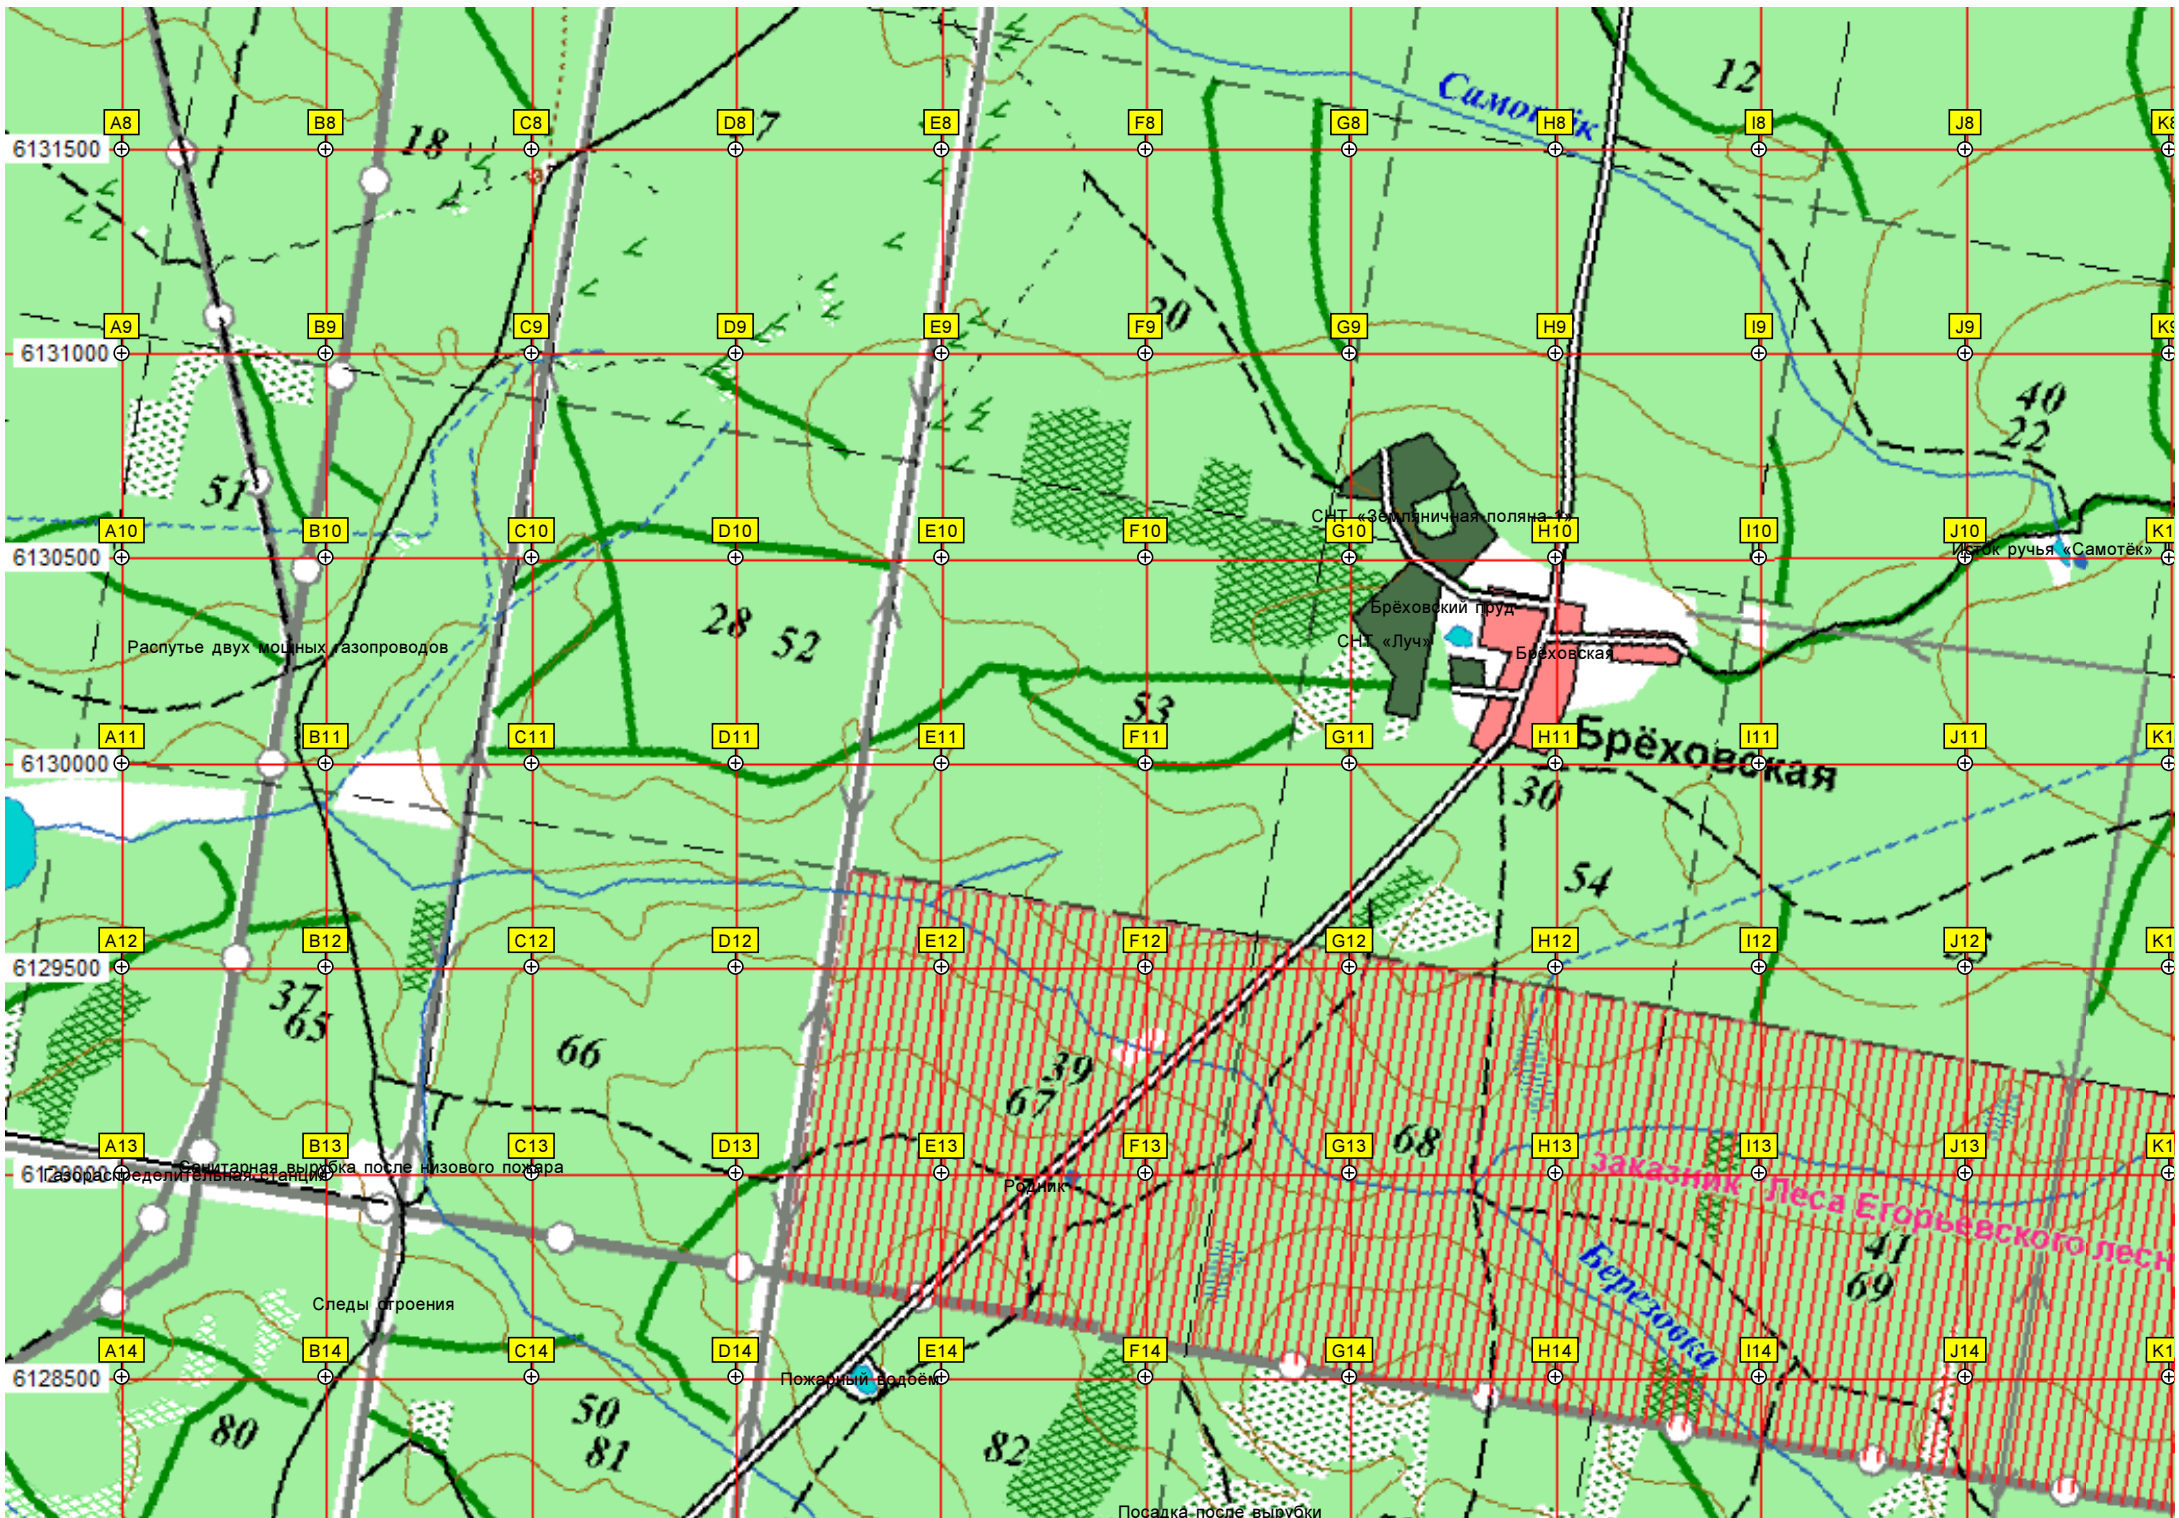 12
Самотёк
A8 B8 C8 D8 E8 F8 G8 H8 I8 J8
18
6131500
20
A9 B9 C9 D9 E9 F9 G9 H9 I9 J9 K9
6131000
40
22
51
СНТ «Земляничная поляна-1»
A10 B10 C10 D10 E10 F10 G10 H10 I10 J10
6130500
Исток ручья «Самотёк»
Брёховский пруд
28 52
СНТ «Луч»
Распутье двух мощных газопроводов
Брёховская
53
A11 B11 C11 D11 E11 F11 G11 H11 I11 J11
Брёховская
6130000
30
54
A12 B12 C12 D12 E12 F12 G12 H12 I12 J12
6129500
37
65
66
39
67
68
A13 B13 C13 D13 E13 F13 G13 H13 I13 J13
Санитарная вырубка после низового пожара
6129000
Газораспределительная станция
Родник
заказник Леса Егорьевского лесн
41
69
Березовка
Следы строения
A14 B14 C14 D14 E14 F14 G14 H14 I14 J14
6128500
Пожарный водоём
50
81
80
82
Посадка после вырубки